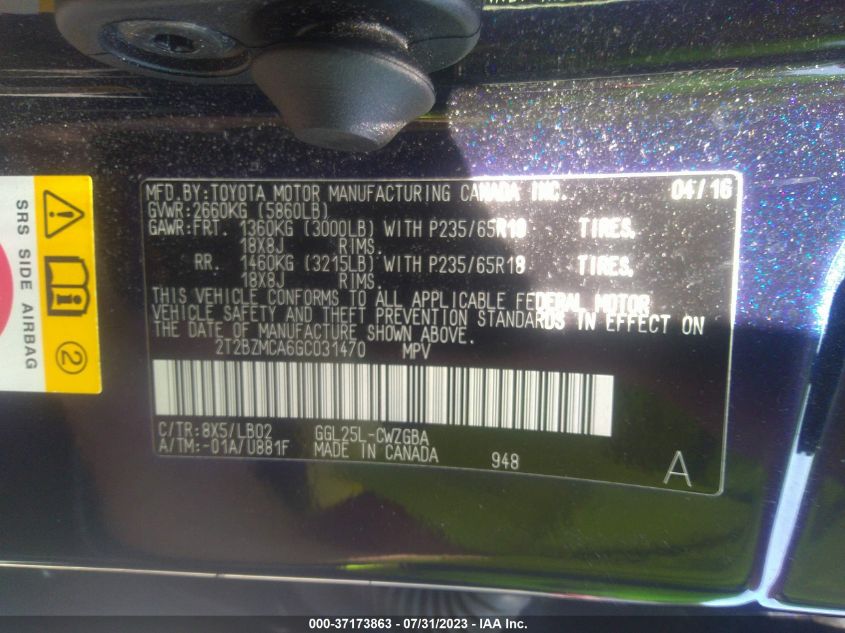 MFD.BY:TOYOTA MOTOR MANUFACTURING CANADA INC. 04/16
GVWR:2660KG (5860LB)
GAWR:FRT. 1360KG (3000LB) WITH P235/65R18 TIRES.
18X8J RIMS.
RR. 1460KG (3215LB) WITH P235/65R18 TIRES.
18X8J RIMS.
THIS VEHICLE CONFORMS TO ALL APPLICABLE FEDERAL MOTOR
VEHICLE SAFETY AND THEFT PREVENTION STANDARDS IN EFFECT ON
THE DATE OF MANUFACTURE SHOWN ABOVE.
2T2BZMCA6GC031470 MPV
C/TR:8X5/LB02 GGL25L-CWZGBA
A/TM:-01A/U881F MADE IN CANADA 948 A
SRS SIDE AIRBAG
2
000-37173863 - 07/31/2023 - IAAI.com